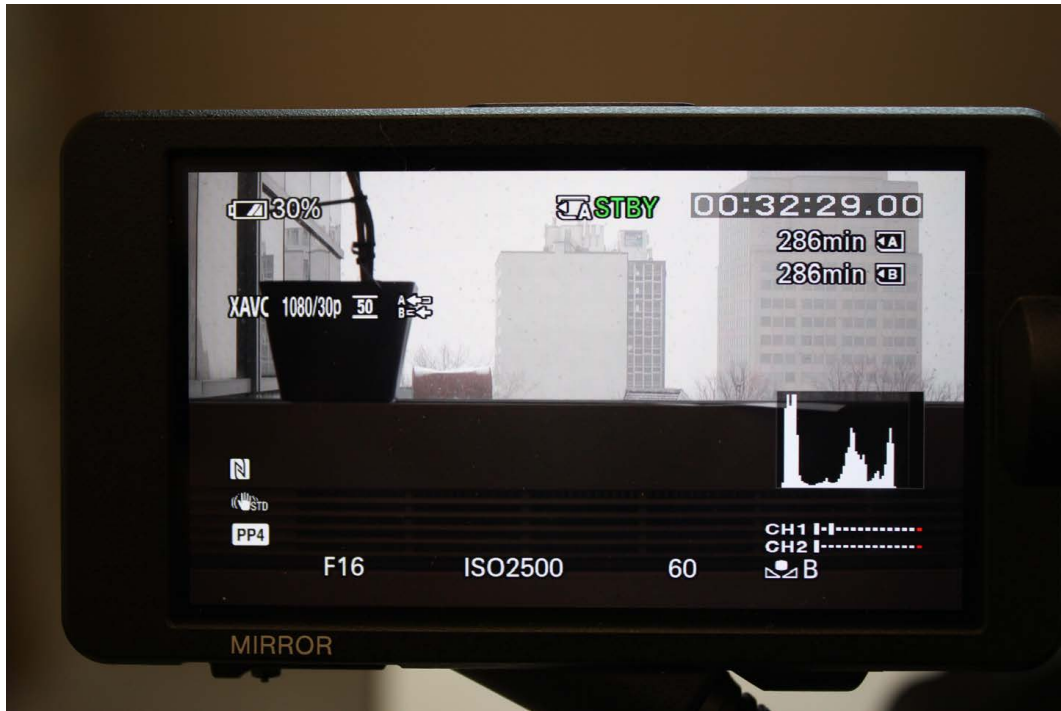 30% A STBY 00:32:29.00
286min A
286min B
XAVC 1080/30p 50 A B
N
STD
PP4
CH1
CH2
F16 ISO2500 60 B
MIRROR